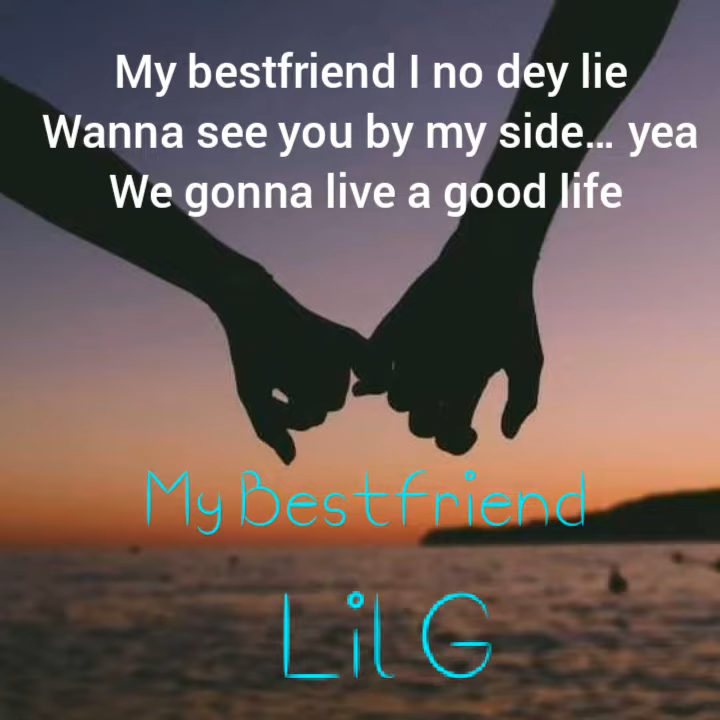 My bestfriend I no dey lie
Wanna see you by my side... yea
We gonna live a good life
My Bestfriend
Lil G